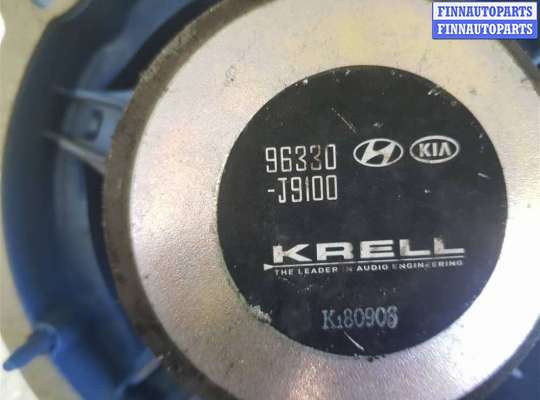 FINNAUTOPARTS
FINNAUTOPARTS
96330
-J9100
KIA
KRELL
THE LEADER IN AUDIO ENGINEERING
K180906